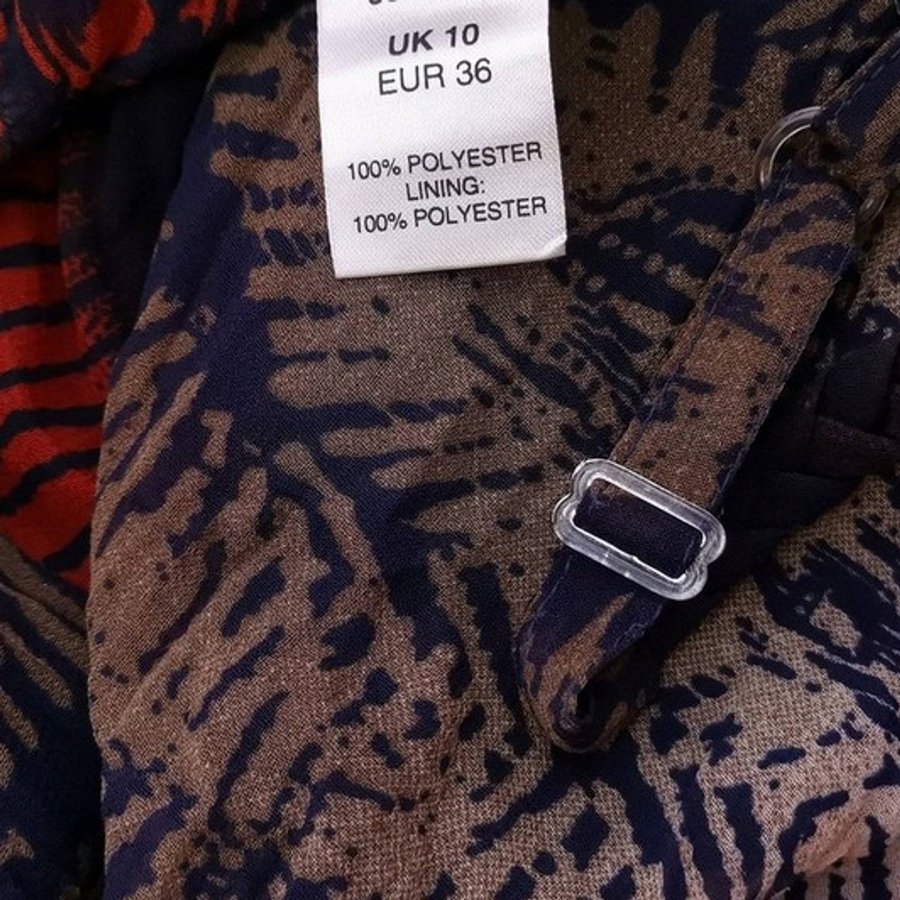 UK 10
EUR 36
100% POLYESTER
LINING:
100% POLYESTER